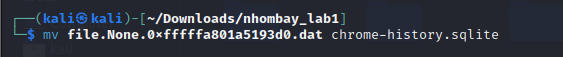 ┌──(kali㉿kali)-[~/Downloads/nhombay_lab1]
└─$ mv file.None.0×fffffa801a5193d0.dat chrome-history.sqlite